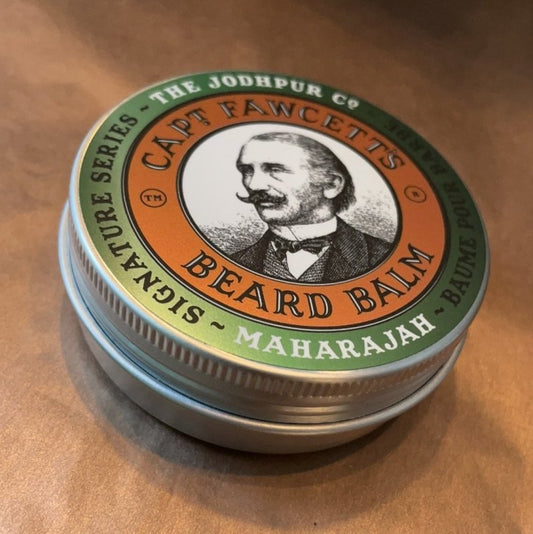 THE JODHPUR Cº
SIGNATURE SERIES ~
~ MAHARAJAH ~
BAUME POUR BARBE
CAPT FAWCETT'S
TM
R
BEARD BALM